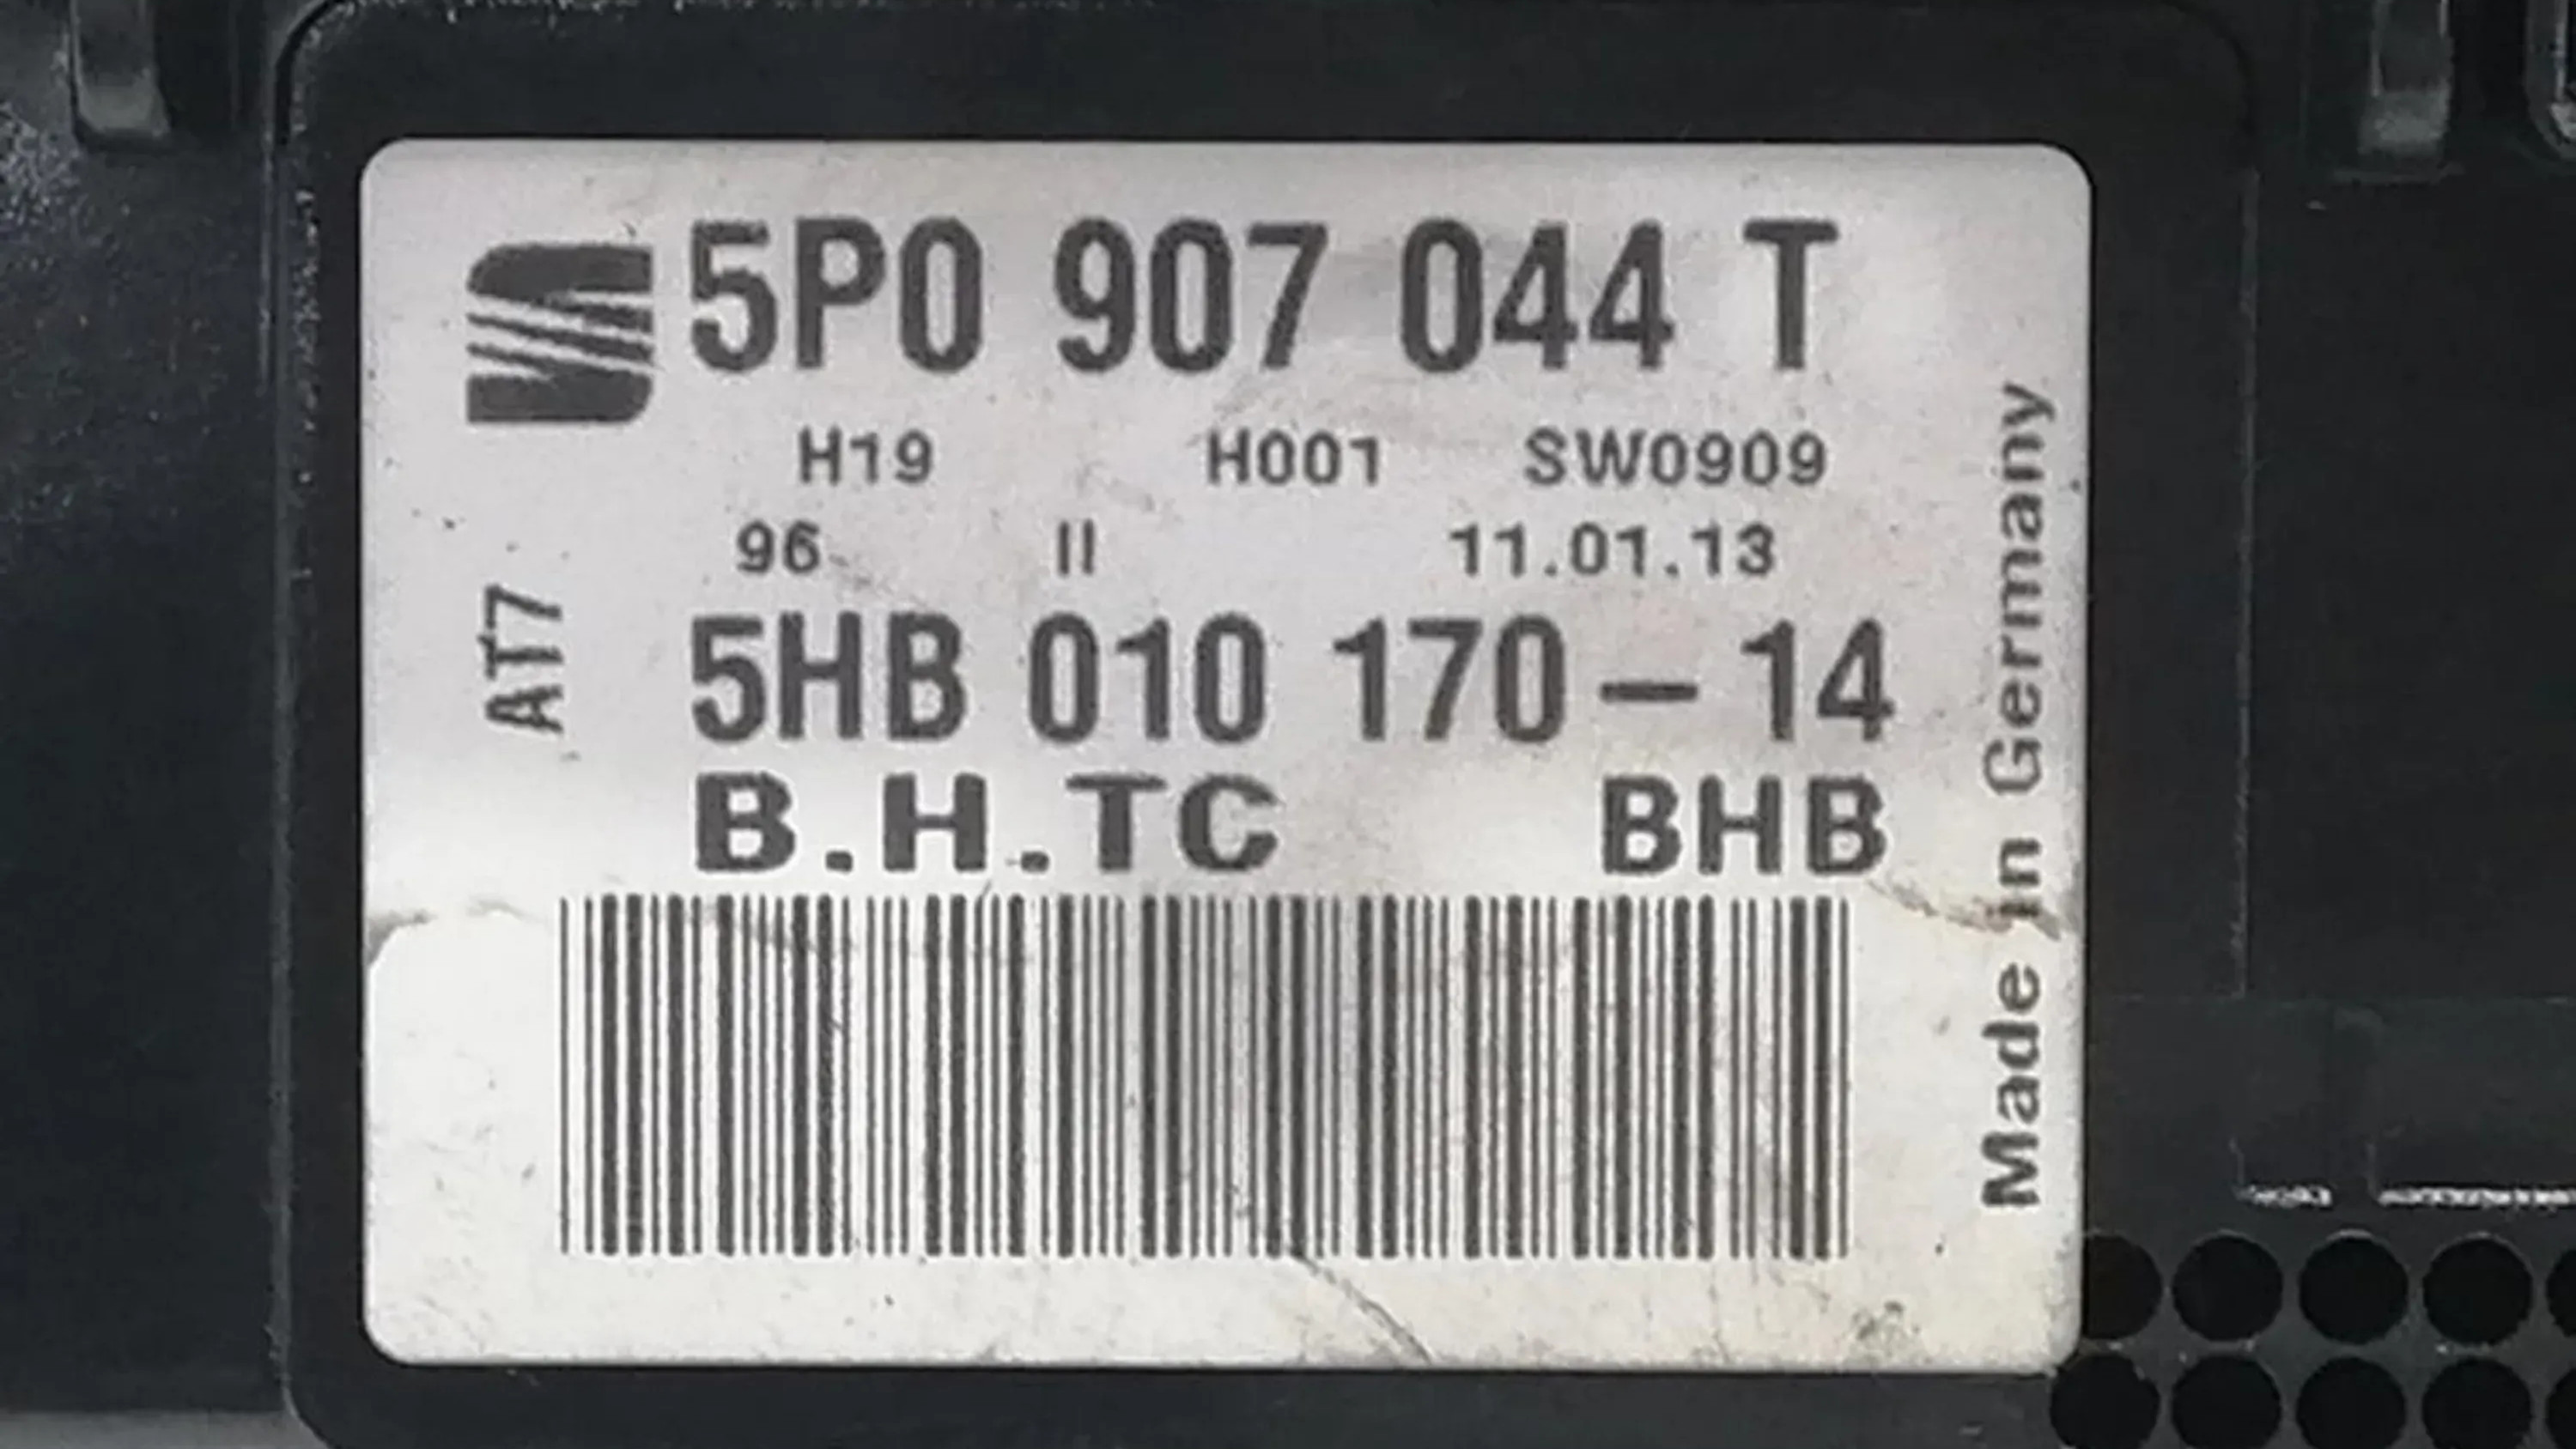 5P0 907 044 T
H19 H001 SW0909
96 II 11.01.13
AT7
5HB 010 170-14
B.H.TC BHB
Made in Germany